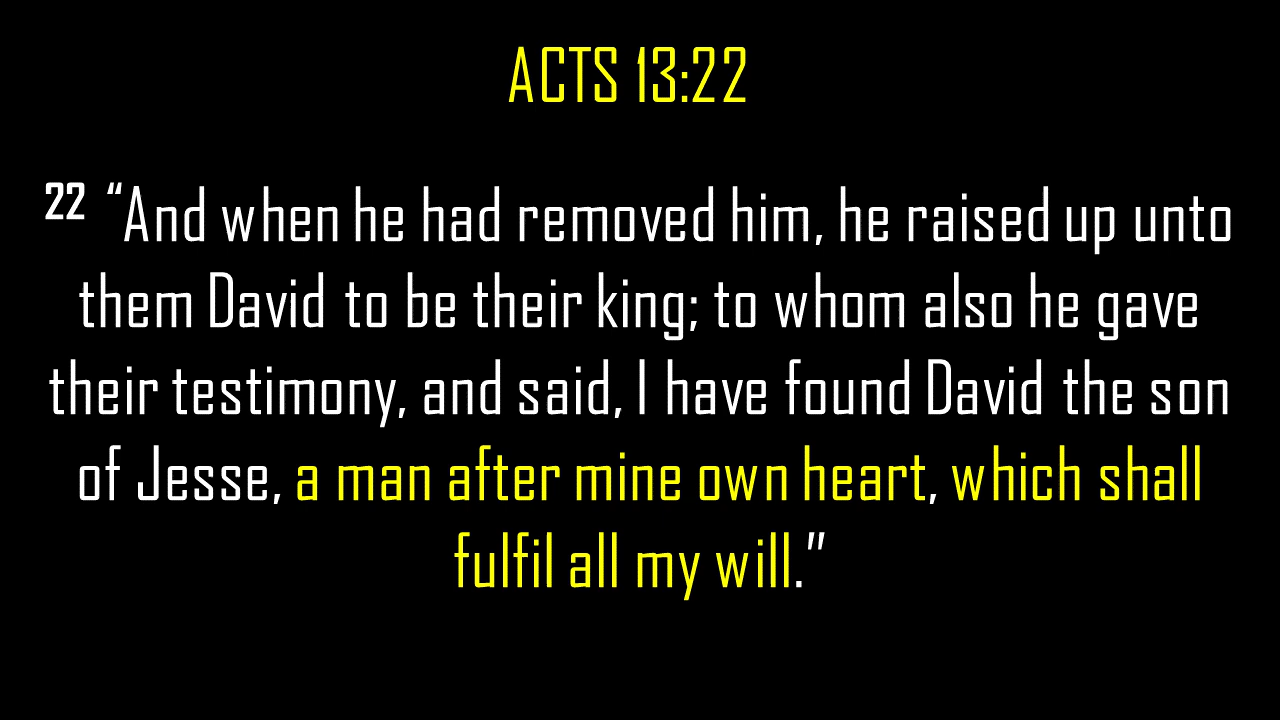 ACTS 13:22
22 “And when he had removed him, he raised up unto
them David to be their king; to whom also he gave
their testimony, and said, I have found David the son
of Jesse, a man after mine own heart, which shall
fulfil all my will.”